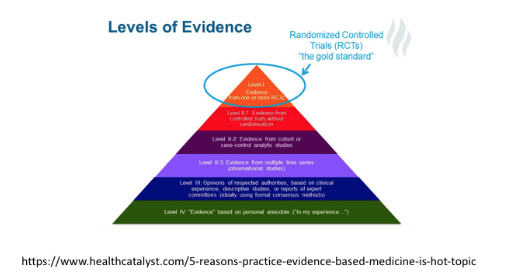 Levels of Evidence
Randomized Controlled
Trials (RCTs)
"the gold standard"
Level I
Evidence
from one or more RCTs
Level II-1 Evidence from
controlled trials without
randomization
Level II-2 Evidence from cohort or
case-control analytic studies
Level II-3 Evidence from multiple time series
(observational studies)
Level III Opinions of respected authorities, based on clinical
experience, descriptive studies, or reports of expert
committees (ideally using formal consensus methods)
Level IV: "Evidence" based on personal anecdote ("In my experience…")
https://www.healthcatalyst.com/5-reasons-practice-evidence-based-medicine-is-hot-topic